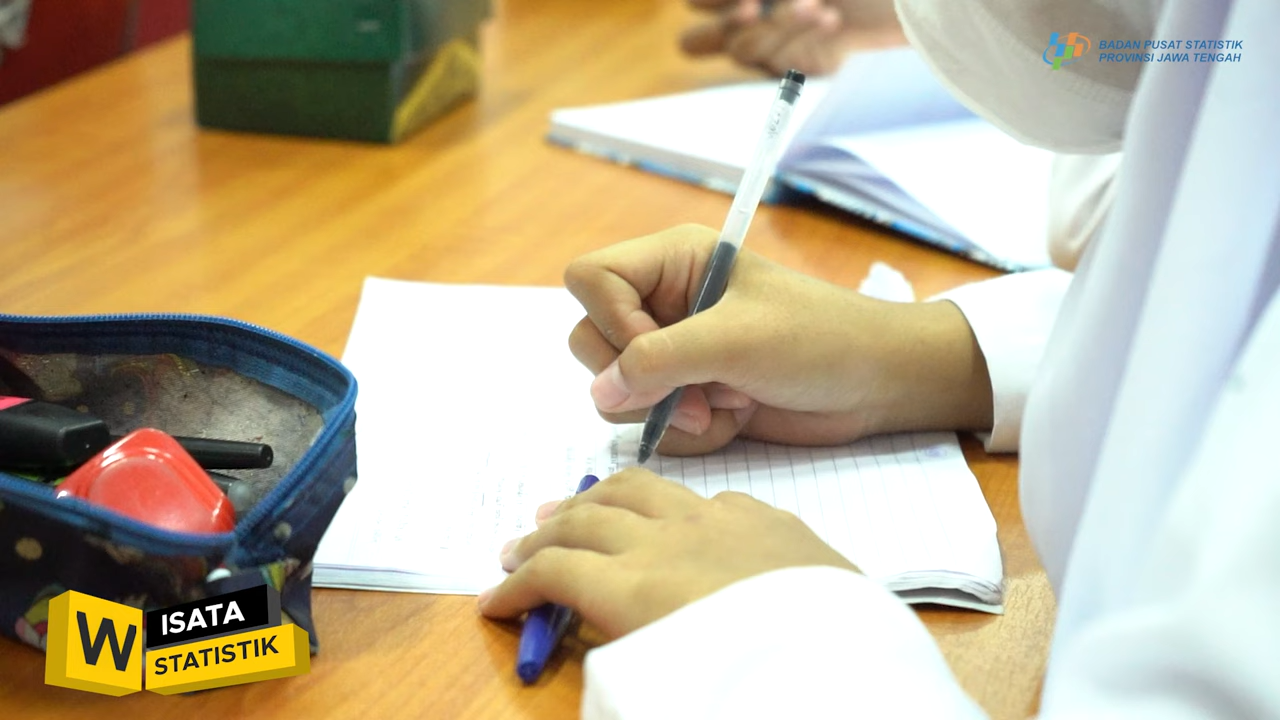 BADAN PUSAT STATISTIK
PROVINSI JAWA TENGAH
W
ISATA
STATISTIK